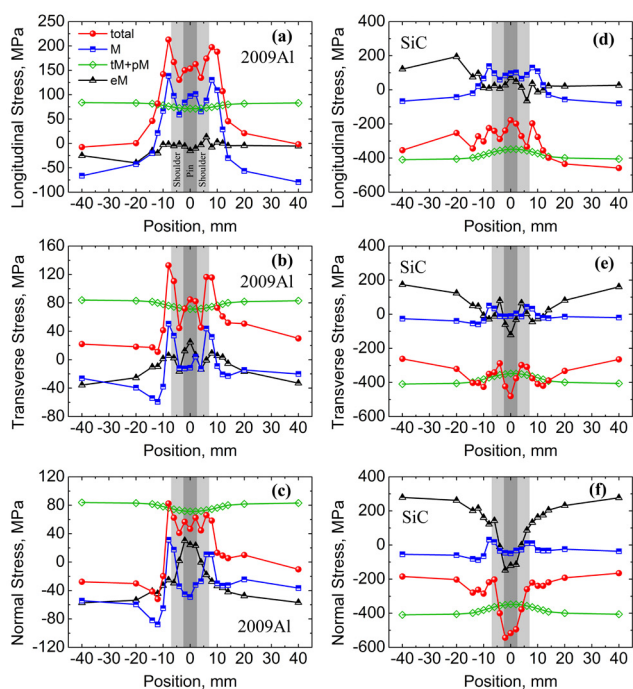 250
200
150
100
50
0
-50
-100
Longitudinal Stress, MPa
total
M
tM+pM
eM
(a)
2009Al
Shoulder
Pin
Shoulder
-40 -30 -20 -10 0 10 20 30 40
Position, mm
400
200
0
-200
-400
-600
Longitudinal Stress, MPa
SiC
(d)
-40 -30 -20 -10 0 10 20 30 40
Position, mm
160
120
80
40
0
-40
-80
Transverse Stress, MPa
(b)
2009Al
-40 -30 -20 -10 0 10 20 30 40
Position, mm
400
200
0
-200
-400
-600
Transverse Stress, MPa
SiC
(e)
-40 -30 -20 -10 0 10 20 30 40
Position, mm
120
80
40
0
-40
-80
-120
Normal Stress, MPa
(c)
2009Al
-40 -30 -20 -10 0 10 20 30 40
Position, mm
400
200
0
-200
-400
-600
Normal Stress, MPa
SiC
(f)
-40 -30 -20 -10 0 10 20 30 40
Position, mm